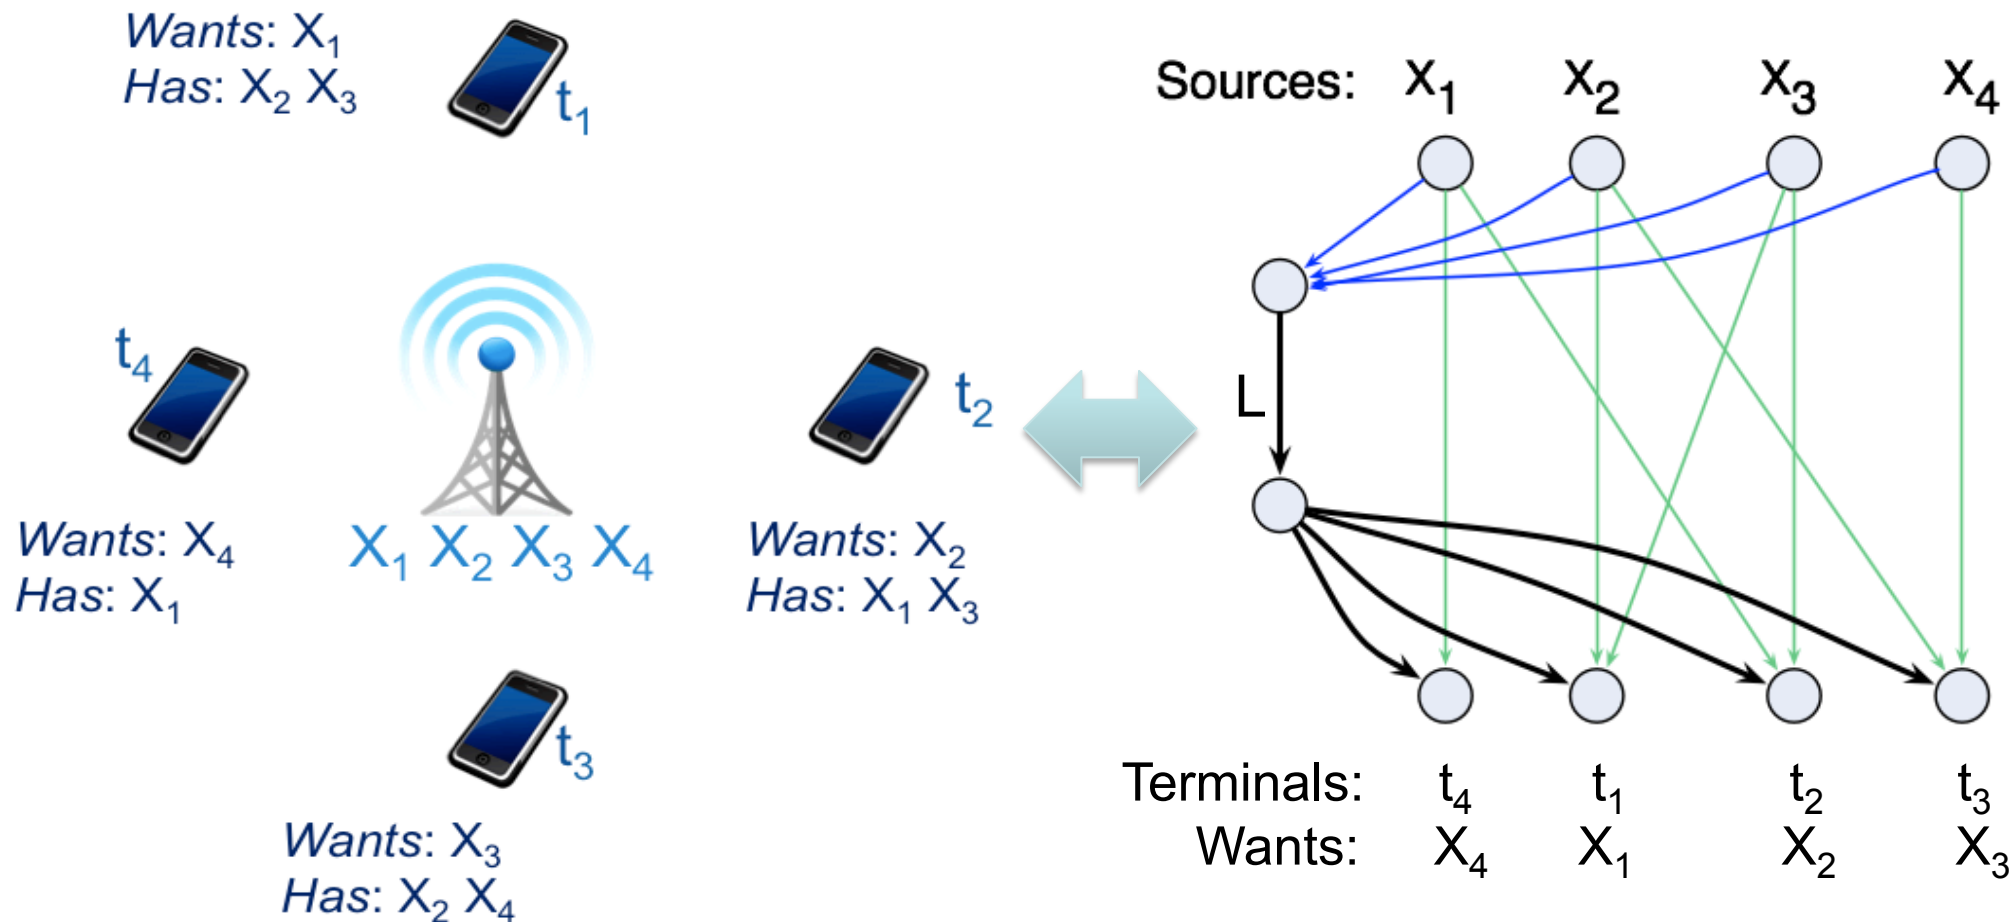 Wants: X₁
Has: X₂ X₃
t₁
t₄
Wants: X₄
Has: X₁
X₁ X₂ X₃ X₄
t₂
Wants: X₂
Has: X₁ X₃
t₃
Wants: X₃
Has: X₂ X₄
Sources: X₁ X₂ X₃ X₄
L
Terminals: t₄ t₁ t₂ t₃
Wants: X₄ X₁ X₂ X₃